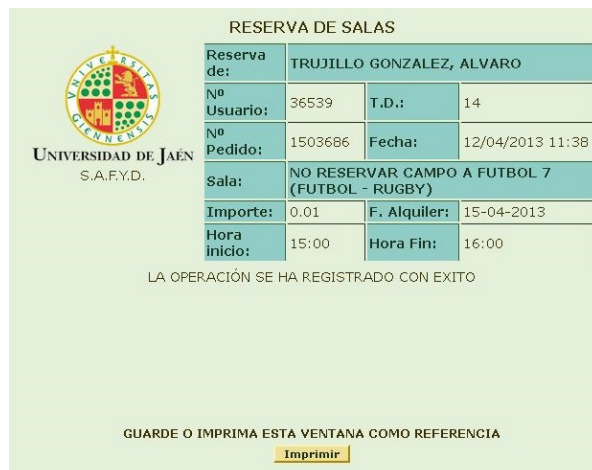 RESERVA DE SALAS
VNIVERSITAS
GIENNENSIS
UNIVERSIDAD DE JAÉN
S.A.F.Y.D.
Reserva de: TRUJILLO GONZALEZ, ALVARO
Nº Usuario: 36539 T.D.: 14
Nº Pedido: 1503686 Fecha: 12/04/2013 11:38
Sala: NO RESERVAR CAMPO A FUTBOL 7
(FUTBOL - RUGBY)
Importe: 0.01 F. Alquiler: 15-04-2013
Hora inicio: 15:00 Hora Fin: 16:00
LA OPERACIÓN SE HA REGISTRADO CON EXITO
GUARDE O IMPRIMA ESTA VENTANA COMO REFERENCIA
Imprimir